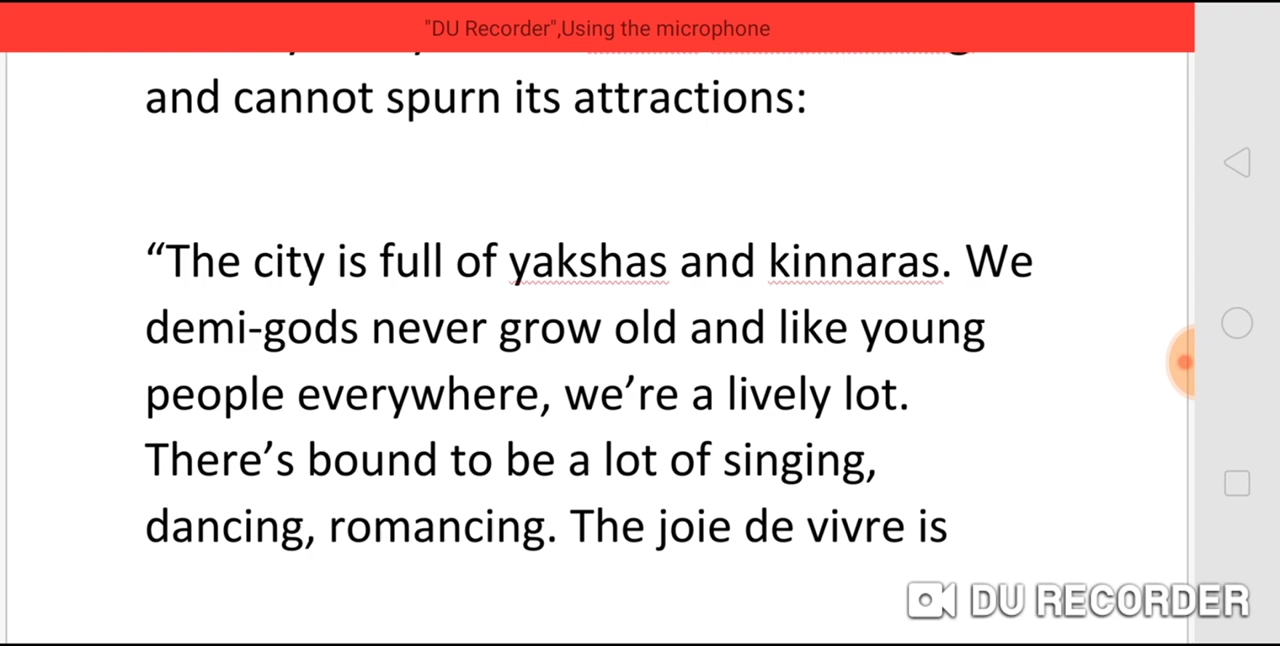 "DU Recorder",Using the microphone
and cannot spurn its attractions:
“The city is full of yakshas and kinnaras. We
demi-gods never grow old and like young
people everywhere, we’re a lively lot.
There’s bound to be a lot of singing,
dancing, romancing. The joie de vivre is
DU RECORDER